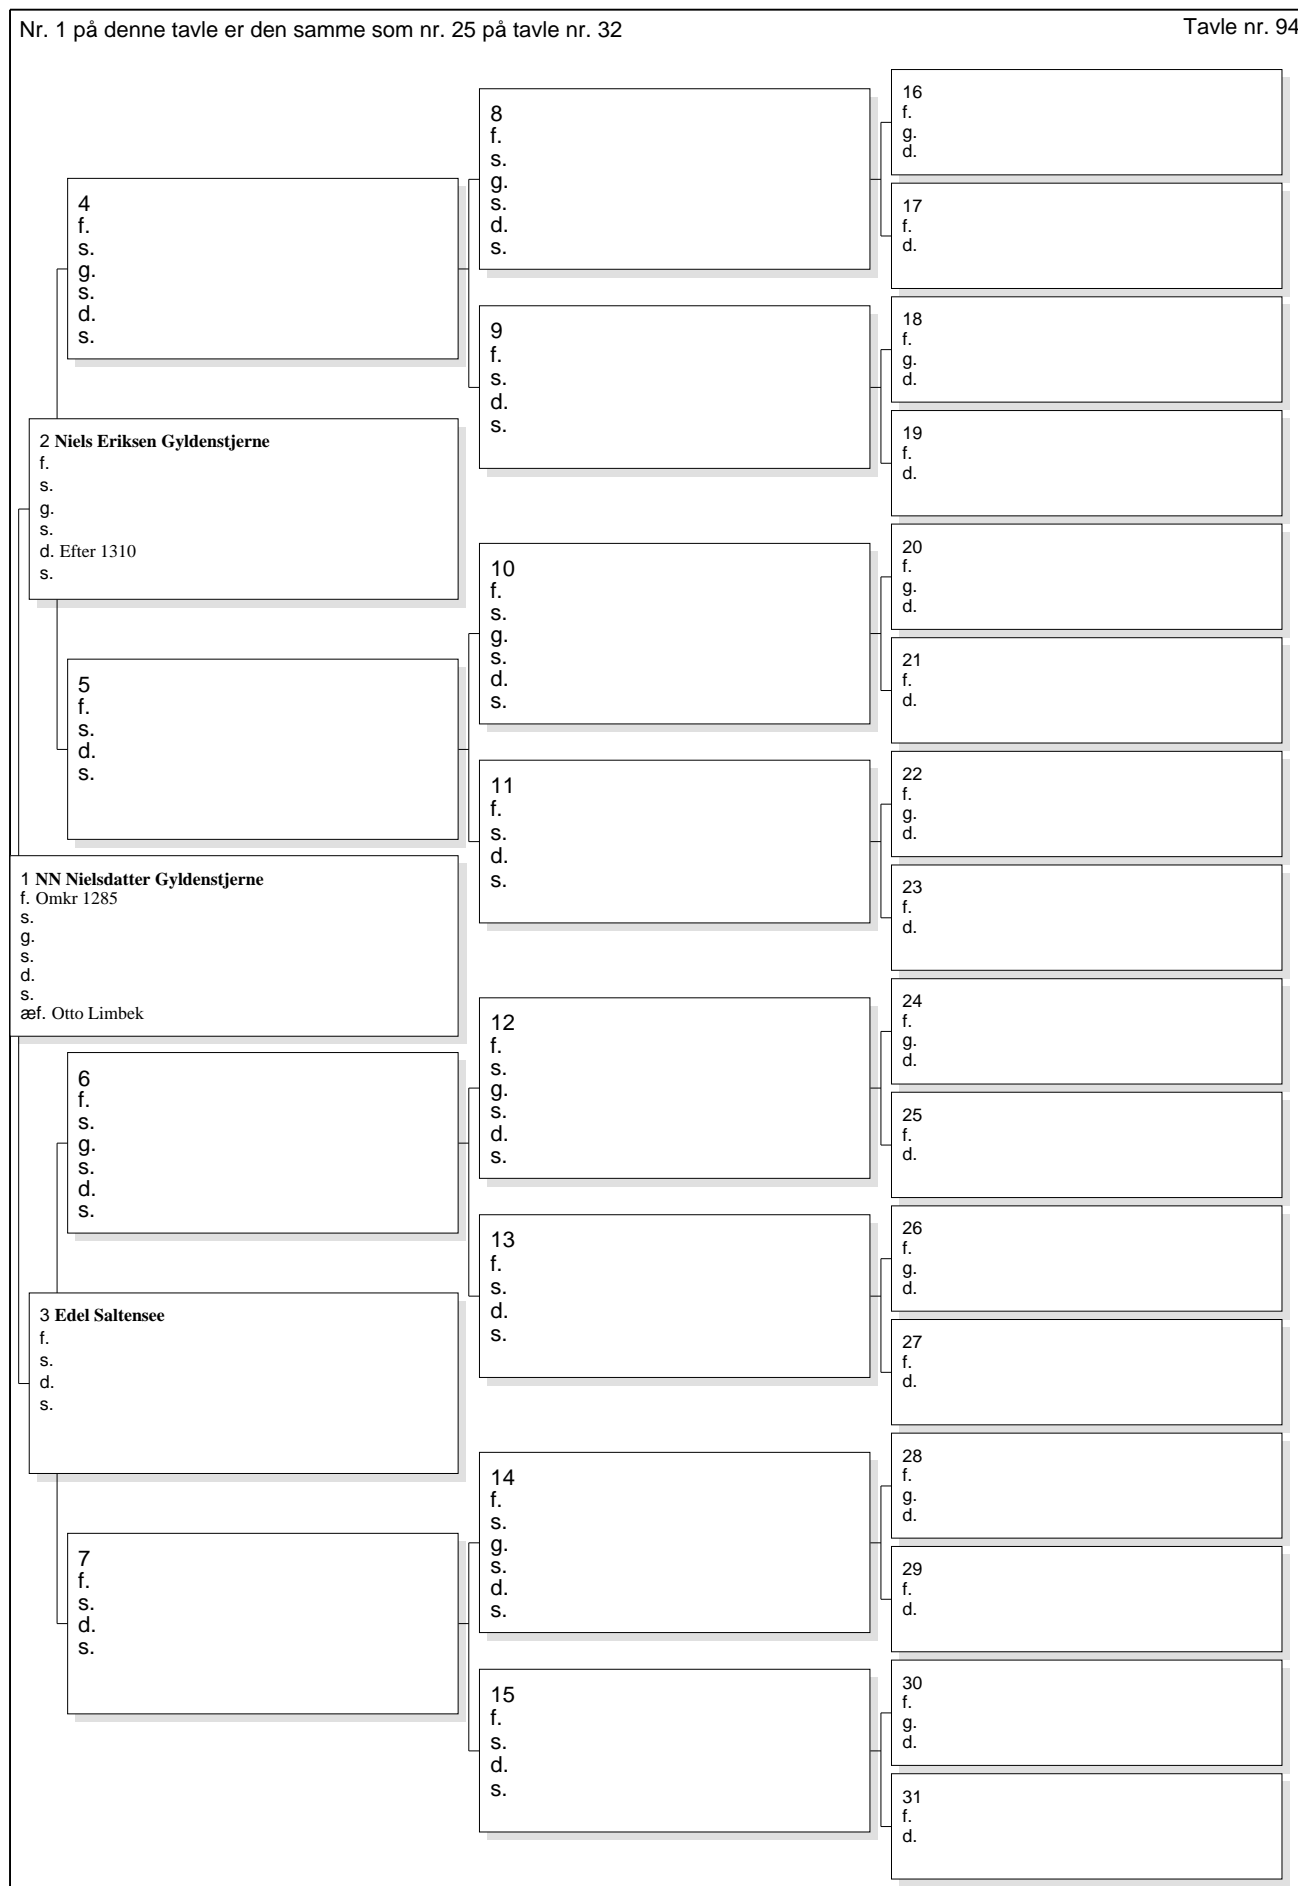 Nr. 1 på denne tavle er den samme som nr. 25 på tavle nr. 32
Tavle nr. 94
16
f.
g.
d.
8
f.
s.
g.
s.
d.
s.
17
f.
d.
4
f.
s.
g.
s.
d.
s.
18
f.
g.
d.
9
f.
s.
d.
s.
19
f.
d.
2 Niels Eriksen Gyldenstjerne
f.
s.
g.
s.
d. Efter 1310
s.
20
f.
g.
d.
10
f.
s.
g.
s.
d.
s.
21
f.
d.
5
f.
s.
d.
s.
22
f.
g.
d.
11
f.
s.
d.
s.
23
f.
d.
1 NN Nielsdatter Gyldenstjerne
f. Omkr 1285
s.
g.
s.
d.
s.
æf. Otto Limbek
24
f.
g.
d.
12
f.
s.
g.
s.
d.
s.
25
f.
d.
6
f.
s.
g.
s.
d.
s.
26
f.
g.
d.
13
f.
s.
d.
s.
27
f.
d.
3 Edel Saltensee
f.
s.
d.
s.
28
f.
g.
d.
14
f.
s.
g.
s.
d.
s.
29
f.
d.
7
f.
s.
d.
s.
30
f.
g.
d.
15
f.
s.
d.
s.
31
f.
d.